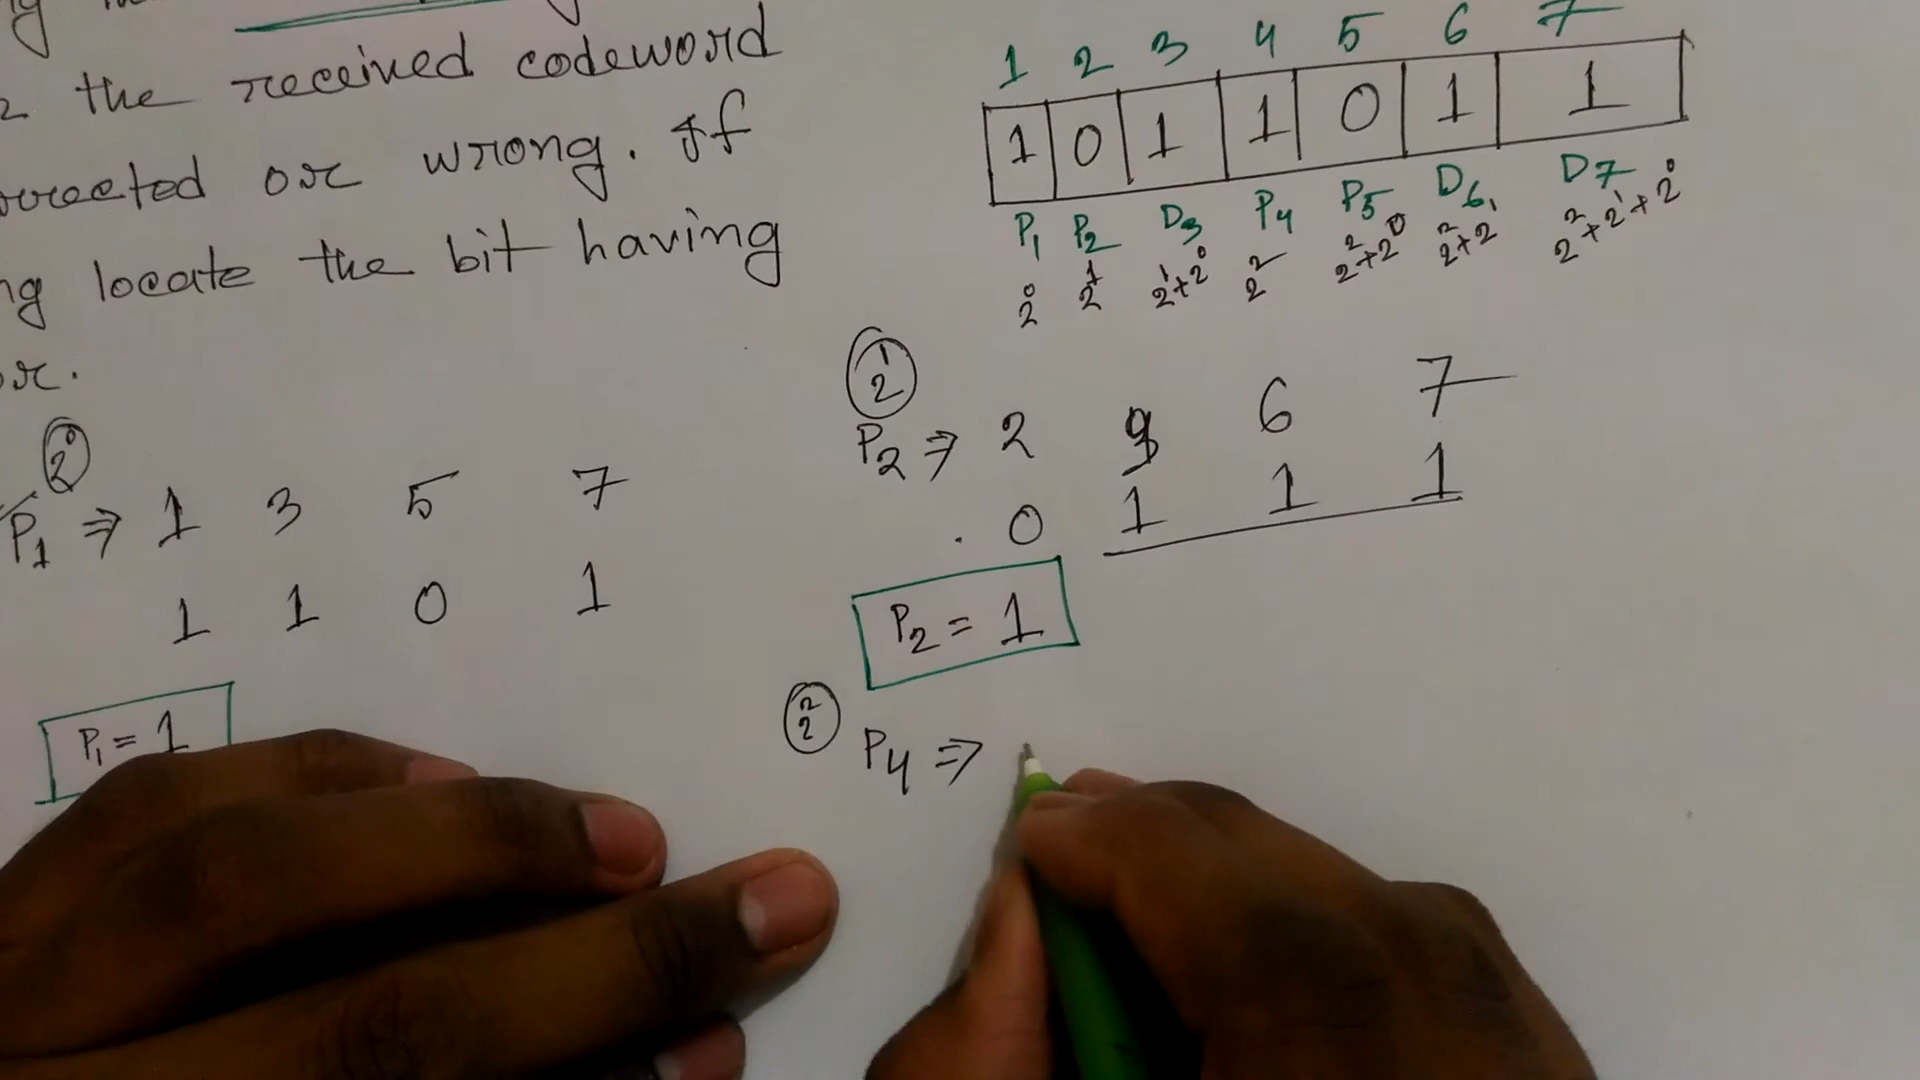 the received codeword
or wrong. If
locate the bit having
1 2 3 4 5 6 7
1 0 1 1 0 1 1
P1 P2 D3 P4 P5 D6 D7
2^0 2^1 2^1+2^0 2^2 2^2+2^0 2^2+2^1 2^2+2^1+2^0
2^0
P1 ⇒ 1 3 5 7
1 1 0 1
P1 = 1
2^1
P2 ⇒ 2 3 6 7
0 1 1 1
P2 = 1
2^2
P4 ⇒